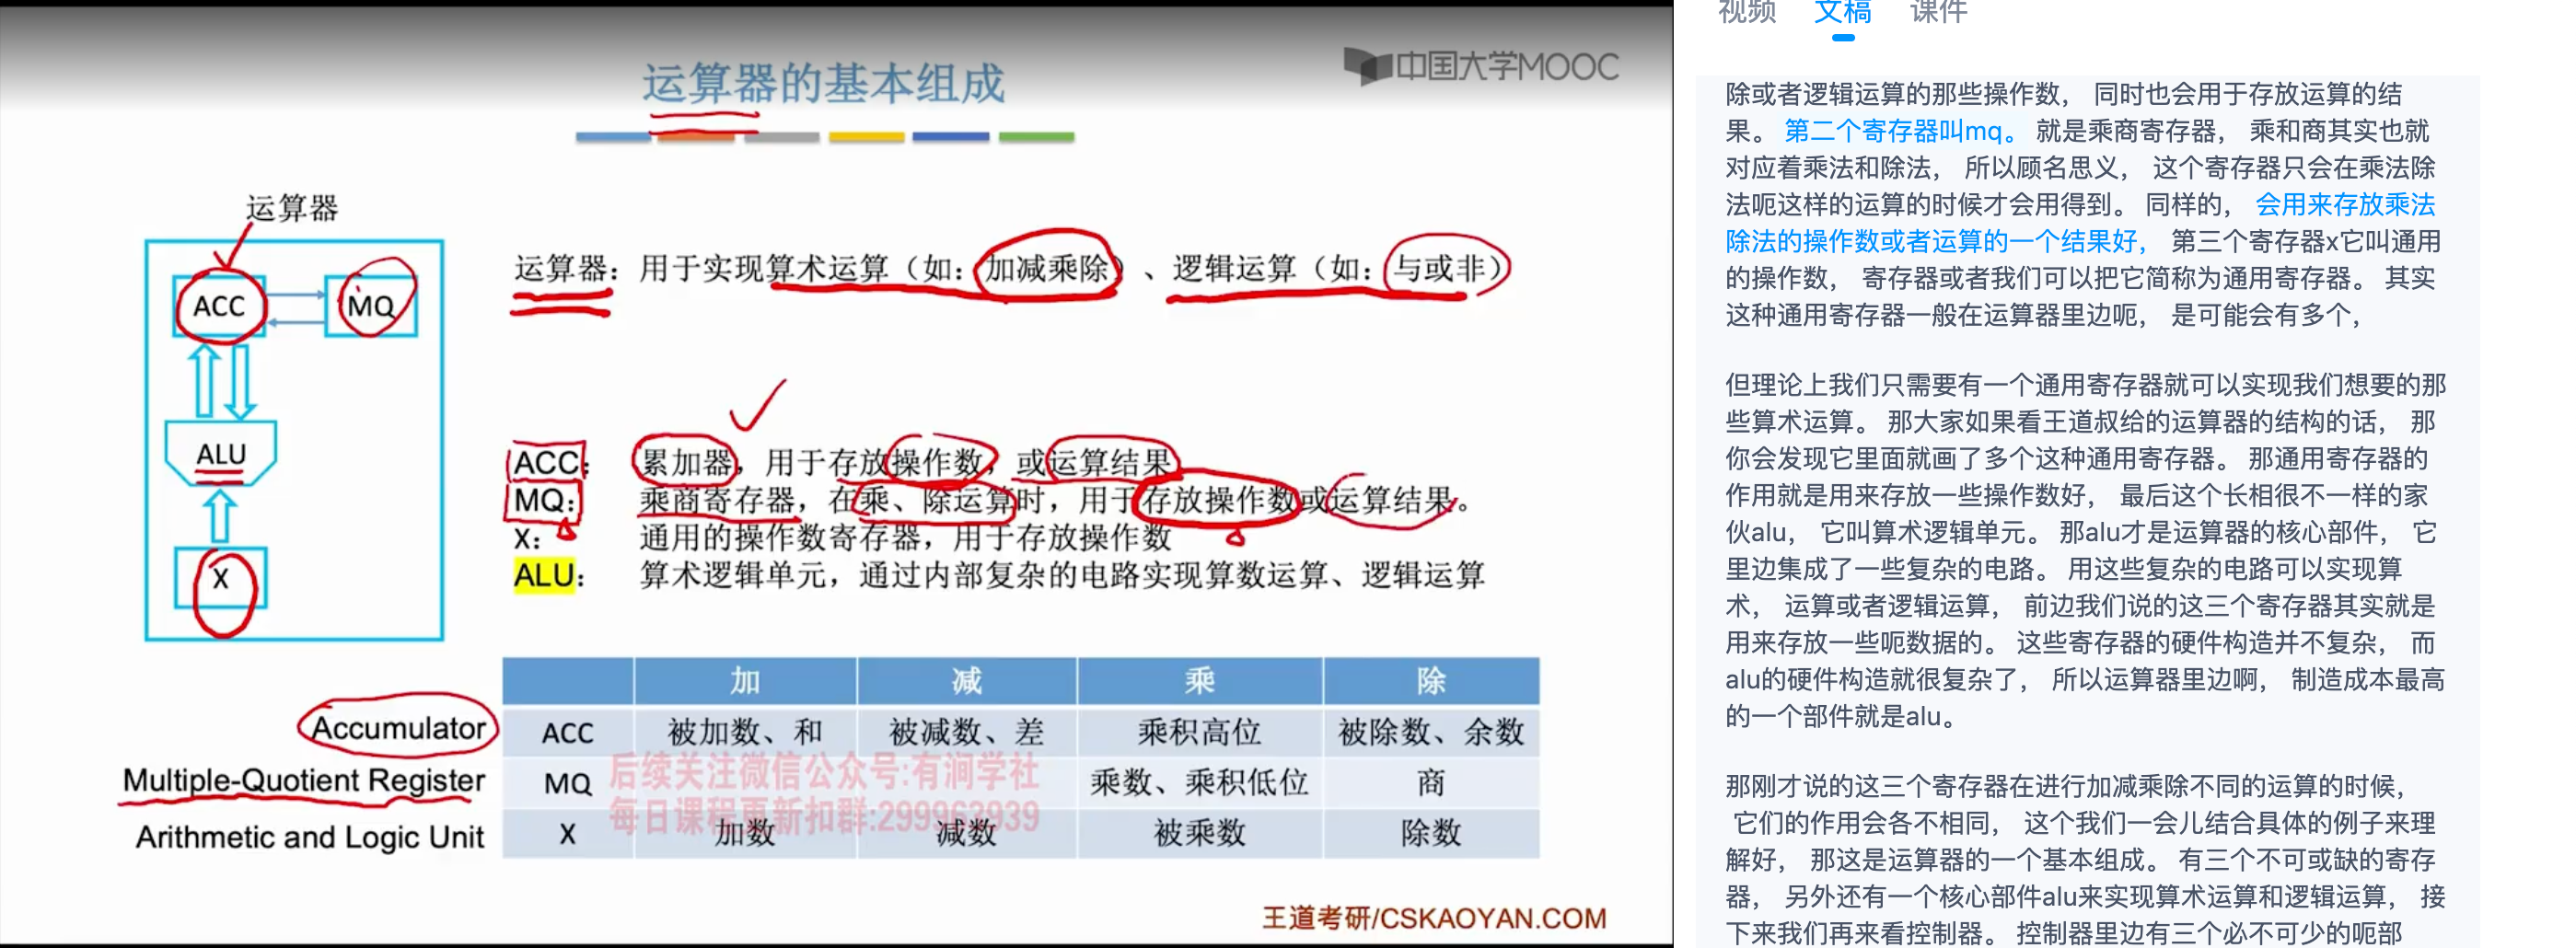 运算器的基本组成
中国大学MOOC
运算器
ACC
MQ
ALU
X
运算器：用于实现算术运算（如：加减乘除）、逻辑运算（如：与或非）
ACC： 累加器，用于存放操作数，或运算结果
MQ： 乘商寄存器，在乘、除运算时，用于存放操作数或运算结果。
X： 通用的操作数寄存器，用于存放操作数
ALU： 算术逻辑单元，通过内部复杂的电路实现算数运算、逻辑运算
Accumulator
Multiple-Quotient Register
Arithmetic and Logic Unit
加 减 乘 除
ACC 被加数、和 被减数、差 乘积高位 被除数、余数
MQ 乘数、乘积低位 商
X 加数 减数 被乘数 除数
后续关注微信公众号:有涧学社
每日课程更新扣群:299963939
王道考研/CSKAOYAN.COM
视频 文稿 课件
除或者逻辑运算的那些操作数， 同时也会用于存放运算的结
果。 第二个寄存器叫mq。 就是乘商寄存器， 乘和商其实也就
对应着乘法和除法， 所以顾名思义， 这个寄存器只会在乘法除
法呃这样的运算的时候才会用得到。 同样的， 会用来存放乘法
除法的操作数或者运算的一个结果好， 第三个寄存器x它叫通用
的操作数， 寄存器或者我们可以把它简称为通用寄存器。 其实
这种通用寄存器一般在运算器里边呃， 是可能会有多个，
但理论上我们只需要有一个通用寄存器就可以实现我们想要的那
些算术运算。 那大家如果看王道叔给的运算器的结构的话， 那
你会发现它里面就画了多个这种通用寄存器。 那通用寄存器的
作用就是用来存放一些操作数好， 最后这个长相很不一样的家
伙alu， 它叫算术逻辑单元。 那alu才是运算器的核心部件， 它
里边集成了一些复杂的电路。 用这些复杂的电路可以实现算
术， 运算或者逻辑运算， 前边我们说的这三个寄存器其实就是
用来存放一些呃数据的。 这些寄存器的硬件构造并不复杂， 而
alu的硬件构造就很复杂了， 所以运算器里边啊， 制造成本最高
的一个部件就是alu。
那刚才说的这三个寄存器在进行加减乘除不同的运算的时候，
它们的作用会各不相同， 这个我们一会儿结合具体的例子来理
解好， 那这是运算器的一个基本组成。 有三个不可或缺的寄存
器， 另外还有一个核心部件alu来实现算术运算和逻辑运算， 接
下来我们再来看控制器。 控制器里边有三个必不可少的呃部